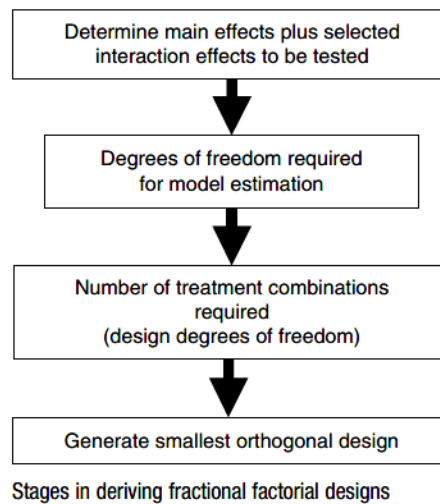 Determine main effects plus selected
interaction effects to be tested
Degrees of freedom required
for model estimation
Number of treatment combinations
required
(design degrees of freedom)
Generate smallest orthogonal design
Stages in deriving fractional factorial designs